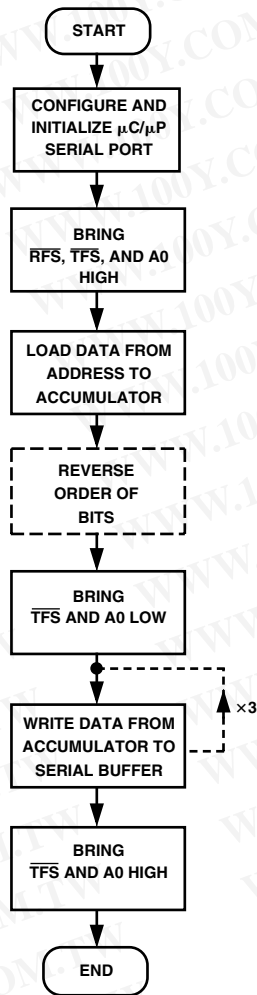 START
CONFIGURE AND
INITIALIZE μC/μP
SERIAL PORT
BRING
RFS, TFS, AND A0
HIGH
LOAD DATA FROM
ADDRESS TO
ACCUMULATOR
REVERSE
ORDER OF
BITS
BRING
TFS AND A0 LOW
×3
WRITE DATA FROM
ACCUMULATOR TO
SERIAL BUFFER
BRING
TFS AND A0 HIGH
END